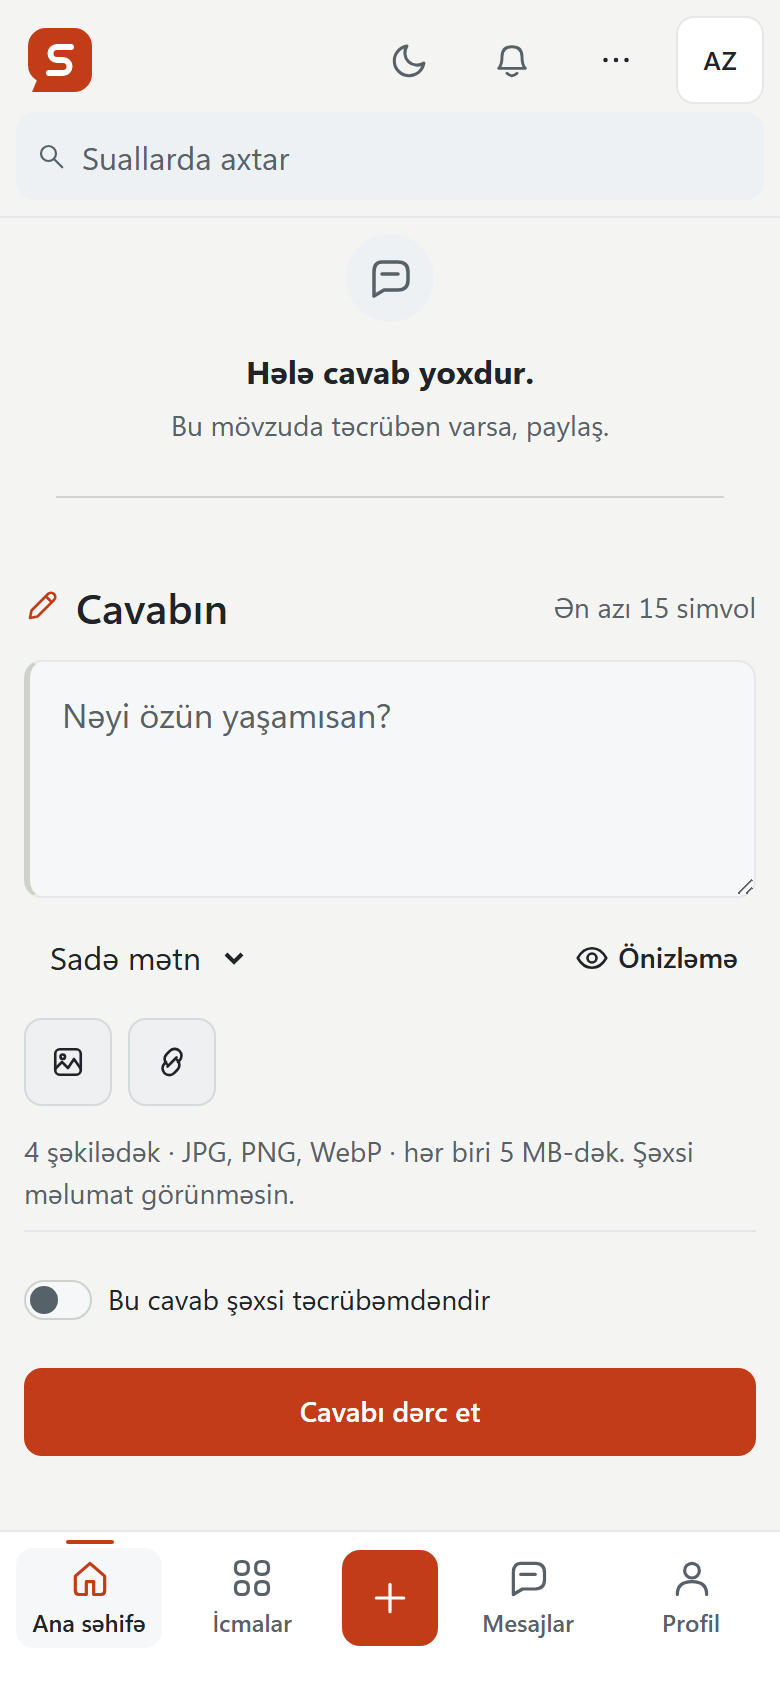 S
AZ
Suallarda axtar
Hələ cavab yoxdur.
Bu mövzuda təcrübən varsa, paylaş.
Cavabın
Ən azı 15 simvol
Nəyi özün yaşamısan?
Sadə mətn
Önizləmə
4 şəkilədək · JPG, PNG, WebP · hər biri 5 MB-dək. Şəxsi
məlumat görünməsin.
Bu cavab şəxsi təcrübəmdəndir
Cavabı dərc et
Ana səhifə
İcmalar
Mesajlar
Profil